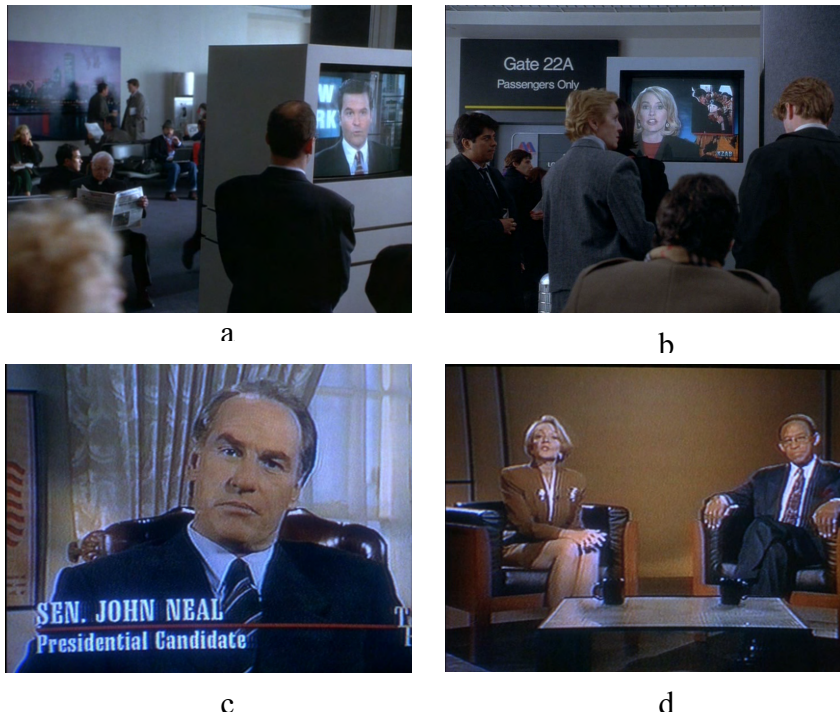 Gate 22A
Passengers Only
a
b
SEN. JOHN NEAL
Presidential Candidate
c
d